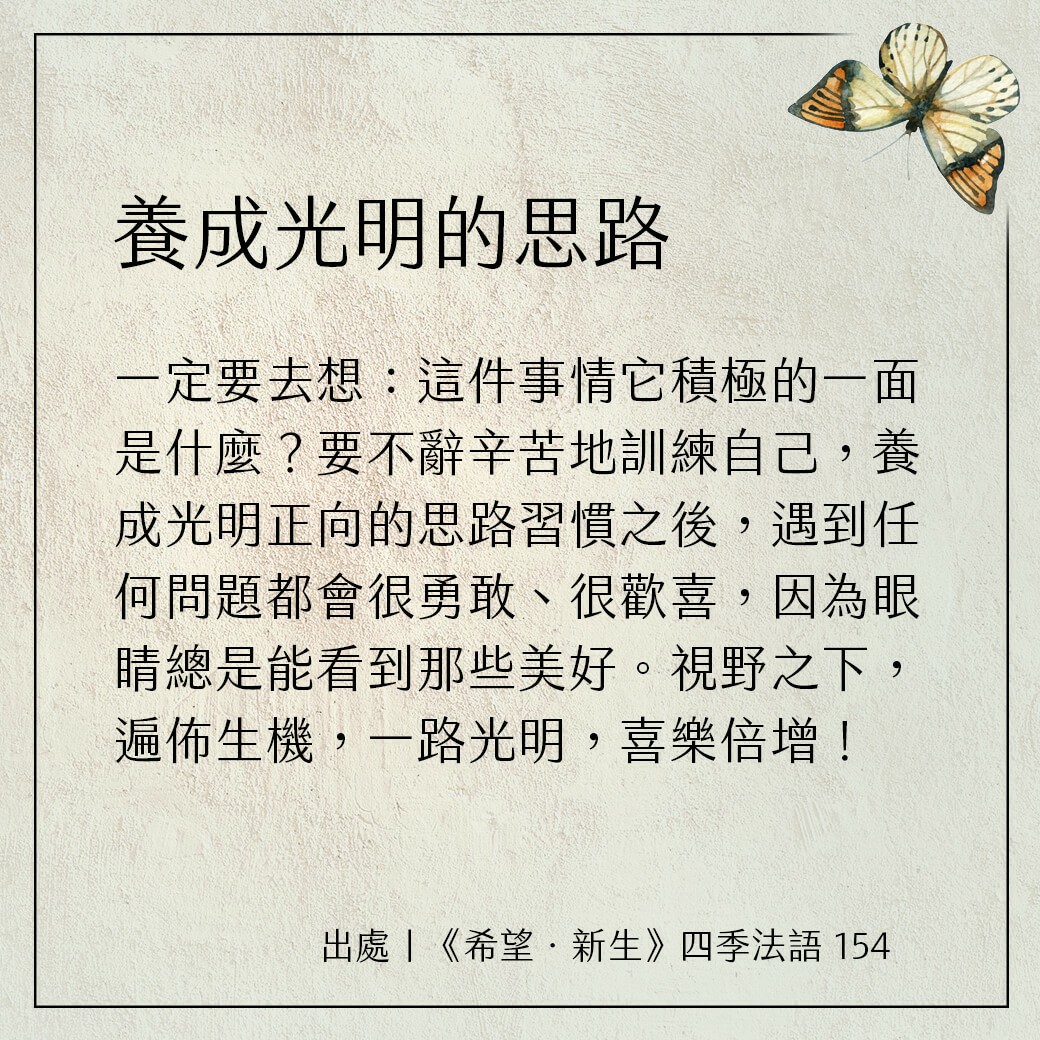 養成光明的思路
一定要去想：這件事情它積極的一面
是什麼？要不辭辛苦地訓練自己，養
成光明正向的思路習慣之後，遇到任
何問題都會很勇敢、很歡喜，因為眼
睛總是能看到那些美好。視野之下，
遍佈生機，一路光明，喜樂倍增！
出處｜《希望．新生》四季法語 154